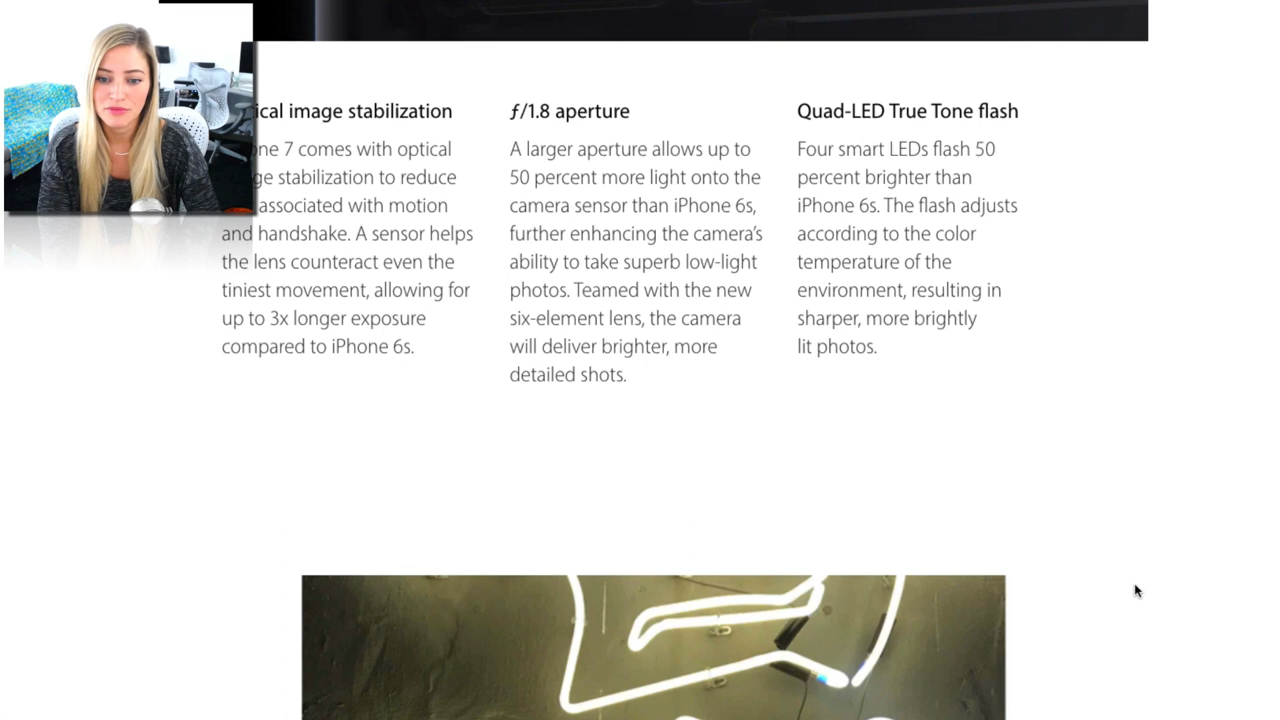 ical image stabilization
ne 7 comes with optical
ge stabilization to reduce
associated with motion
and handshake. A sensor helps
the lens counteract even the
tiniest movement, allowing for
up to 3x longer exposure
compared to iPhone 6s.
ƒ/1.8 aperture
A larger aperture allows up to
50 percent more light onto the
camera sensor than iPhone 6s,
further enhancing the camera’s
ability to take superb low-light
photos. Teamed with the new
six-element lens, the camera
will deliver brighter, more
detailed shots.
Quad-LED True Tone flash
Four smart LEDs flash 50
percent brighter than
iPhone 6s. The flash adjusts
according to the color
temperature of the
environment, resulting in
sharper, more brightly
lit photos.